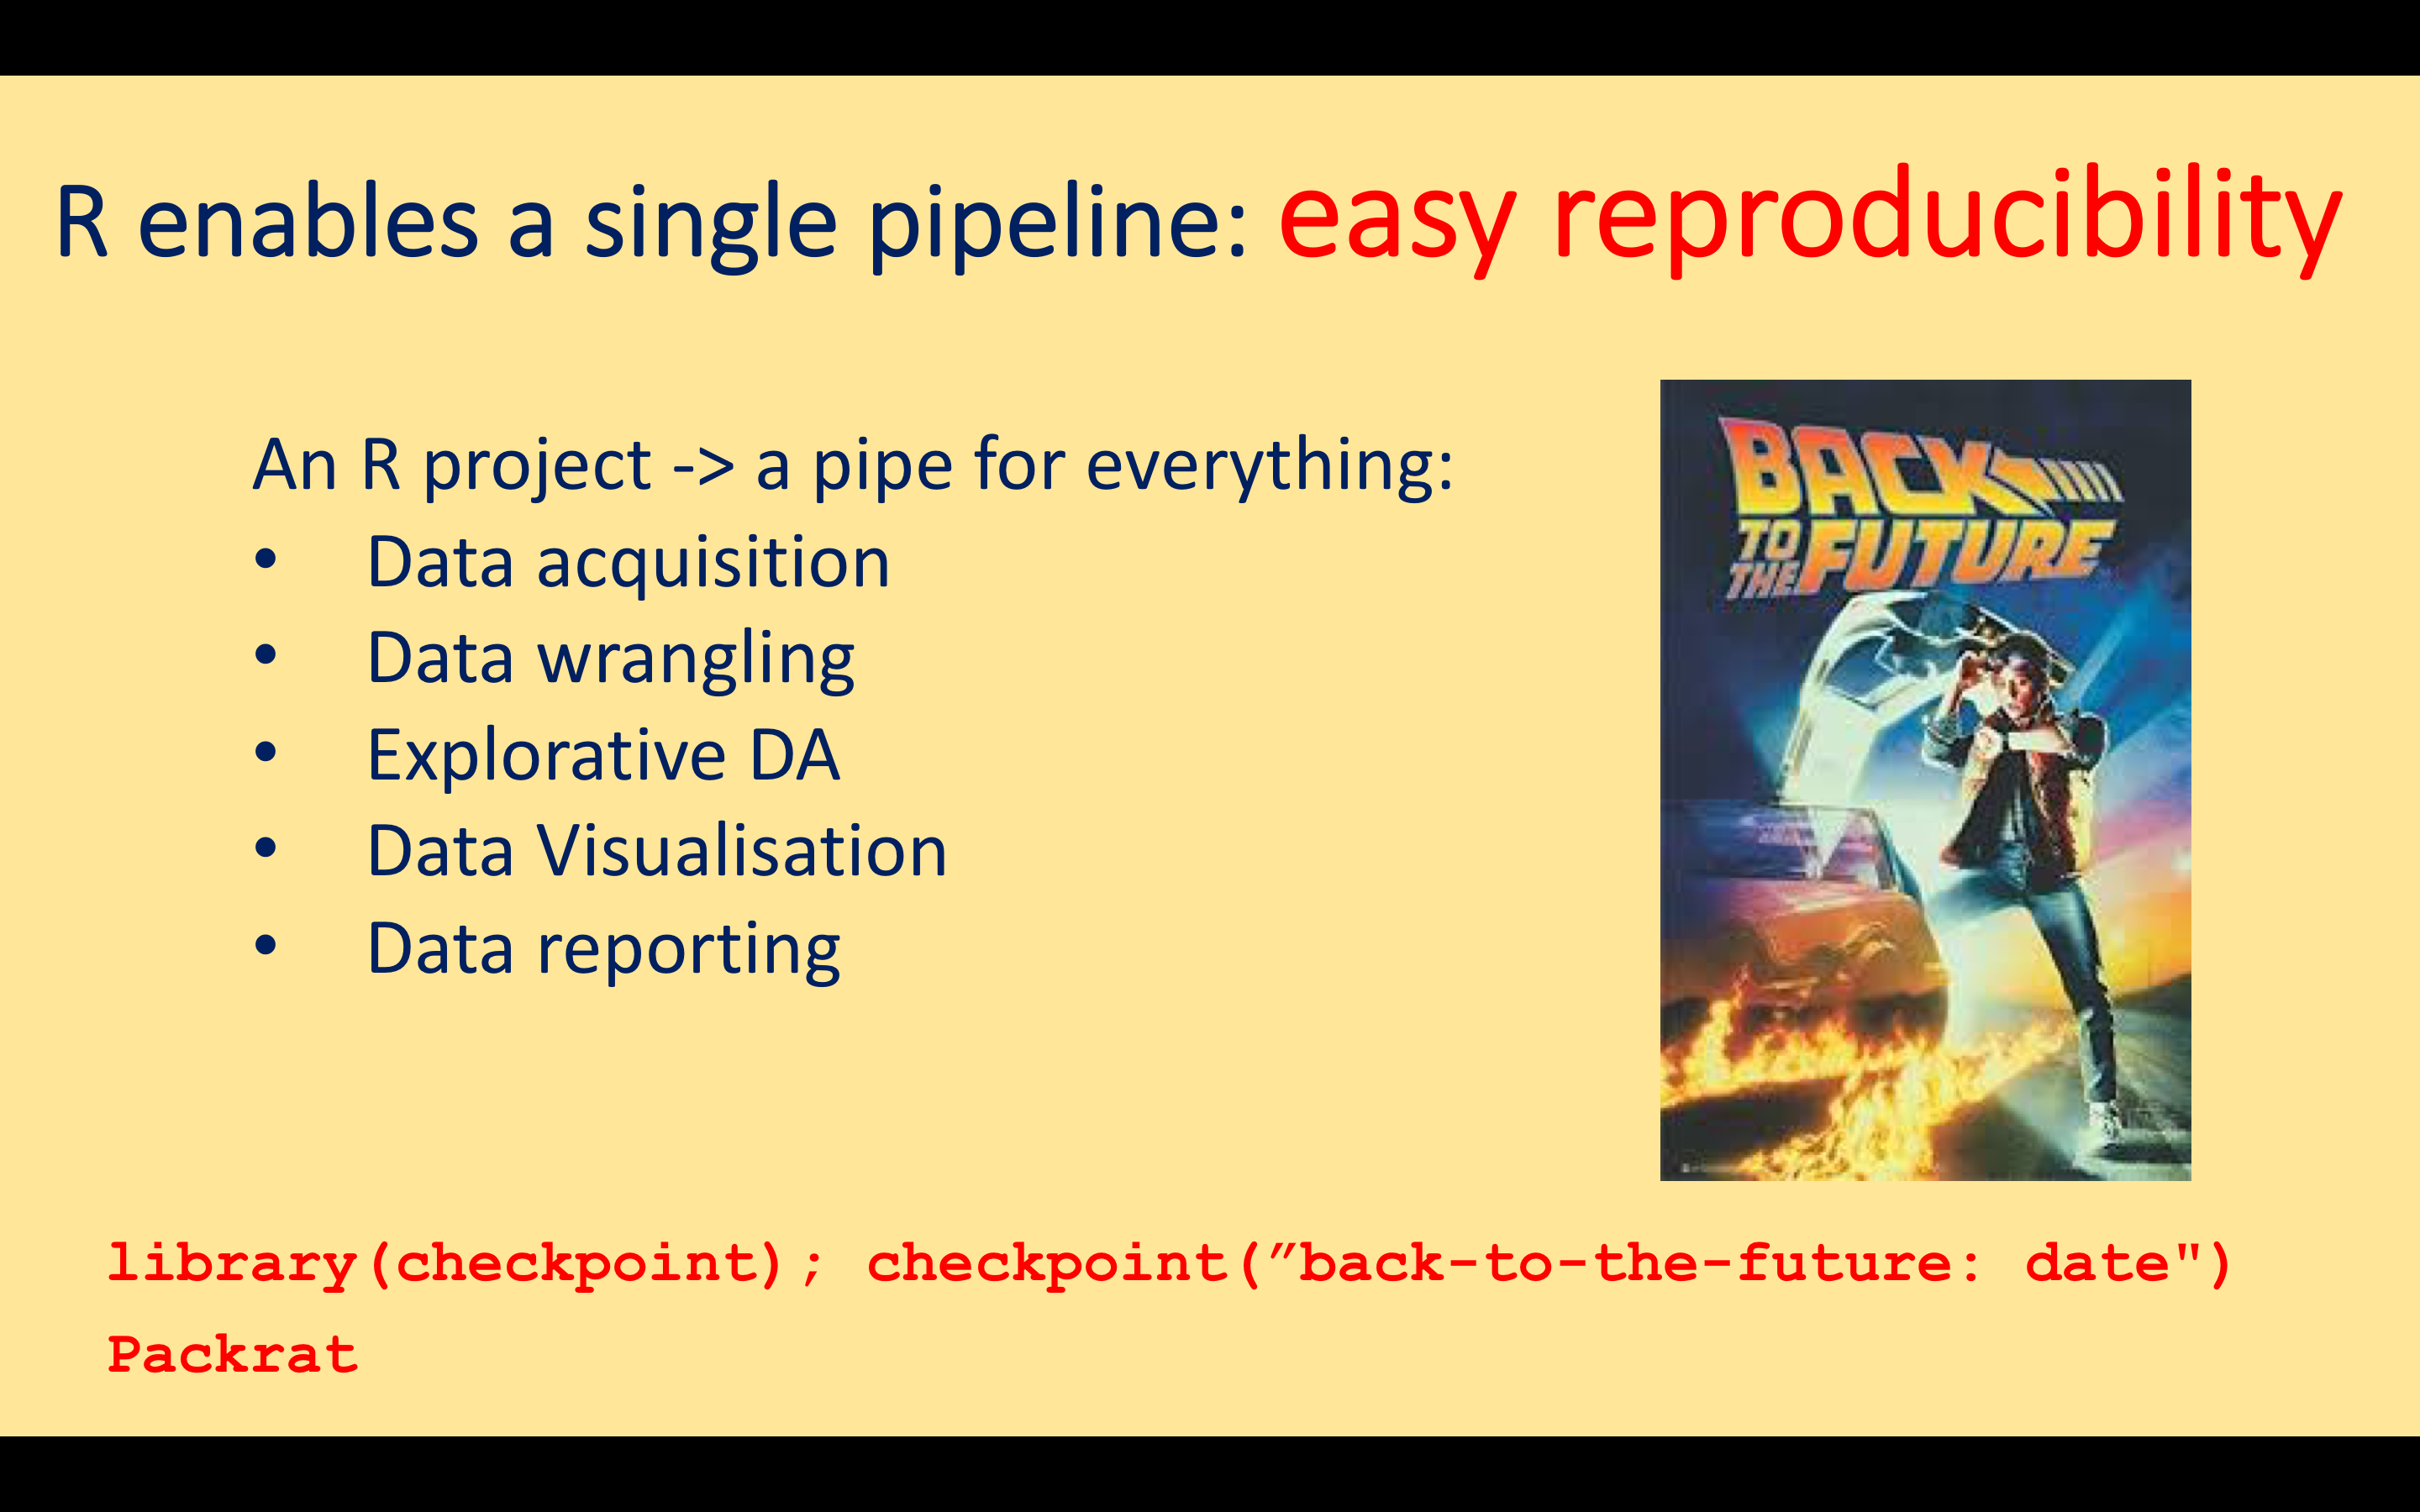 R enables a single pipeline: easy reproducibility
An R project -> a pipe for everything:
• Data acquisition
• Data wrangling
• Explorative DA
• Data Visualisation
• Data reporting
BACK
TO
THE FUTURE
library(checkpoint); checkpoint(”back-to-the-future: date")
Packrat